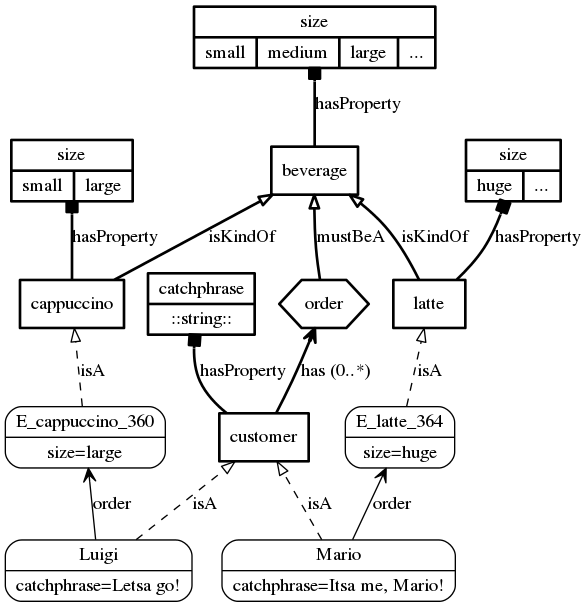 size
small medium large ...
hasProperty
size
small large
beverage
size
huge ...
hasProperty
isKindOf
mustBeA
isKindOf
hasProperty
cappuccino
catchphrase
::string::
order
latte
isA
hasProperty
has (0..*)
isA
E_cappuccino_360
size=large
customer
E_latte_364
size=huge
order
isA
isA
order
Luigi
catchphrase=Letsa go!
Mario
catchphrase=Itsa me, Mario!